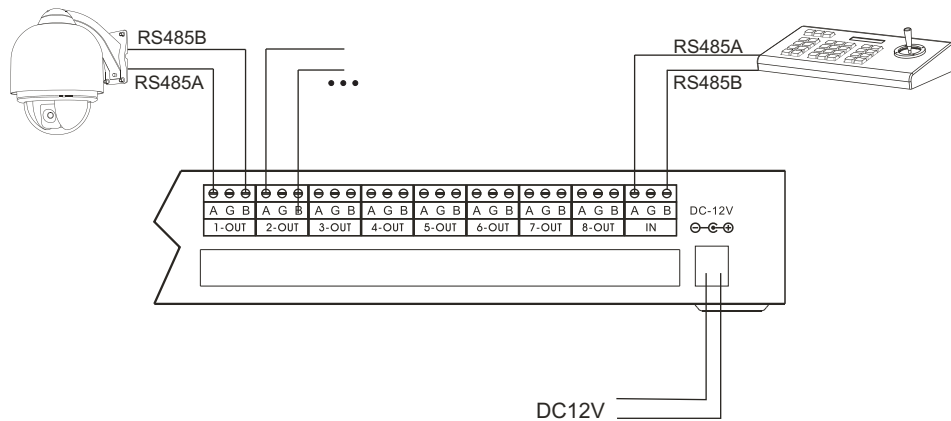 RS485B
RS485A
RS485A
RS485B
A G B A G B A G B A G B A G B A G B A G B A G B A G B
1-OUT 2-OUT 3-OUT 4-OUT 5-OUT 6-OUT 7-OUT 8-OUT IN
DC-12V
DC12V